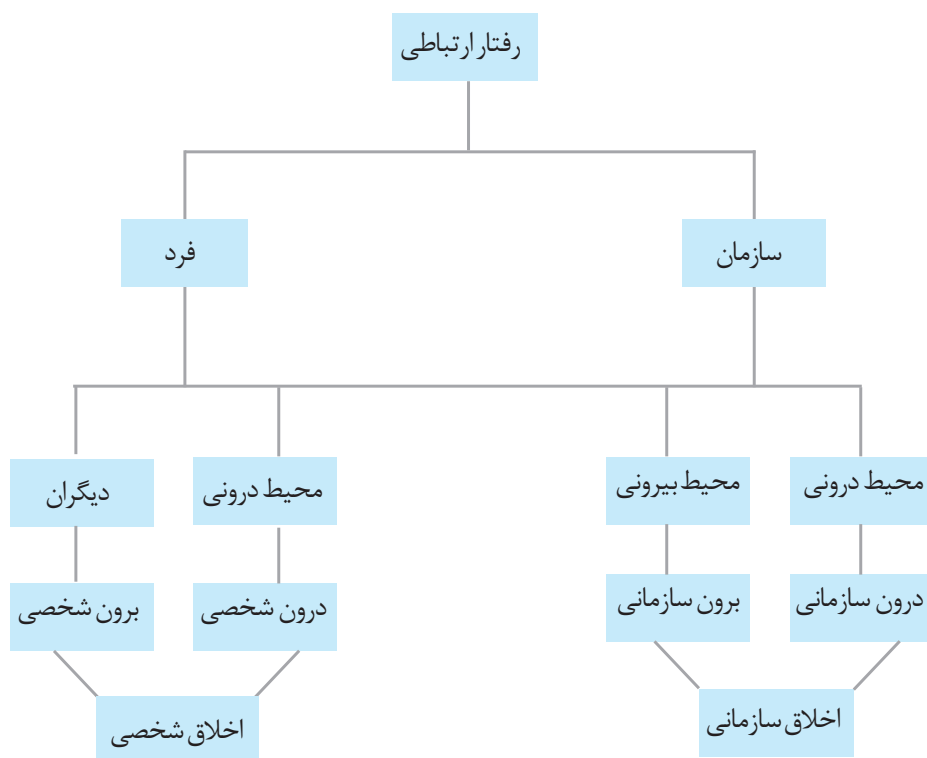 رفتار ارتباطی
سازمان
فرد
محیط درونی
محیط بیرونی
محیط درونی
دیگران
درون سازمانی
برون سازمانی
درون شخصی
برون شخصی
اخلاق سازمانی
اخلاق شخصی